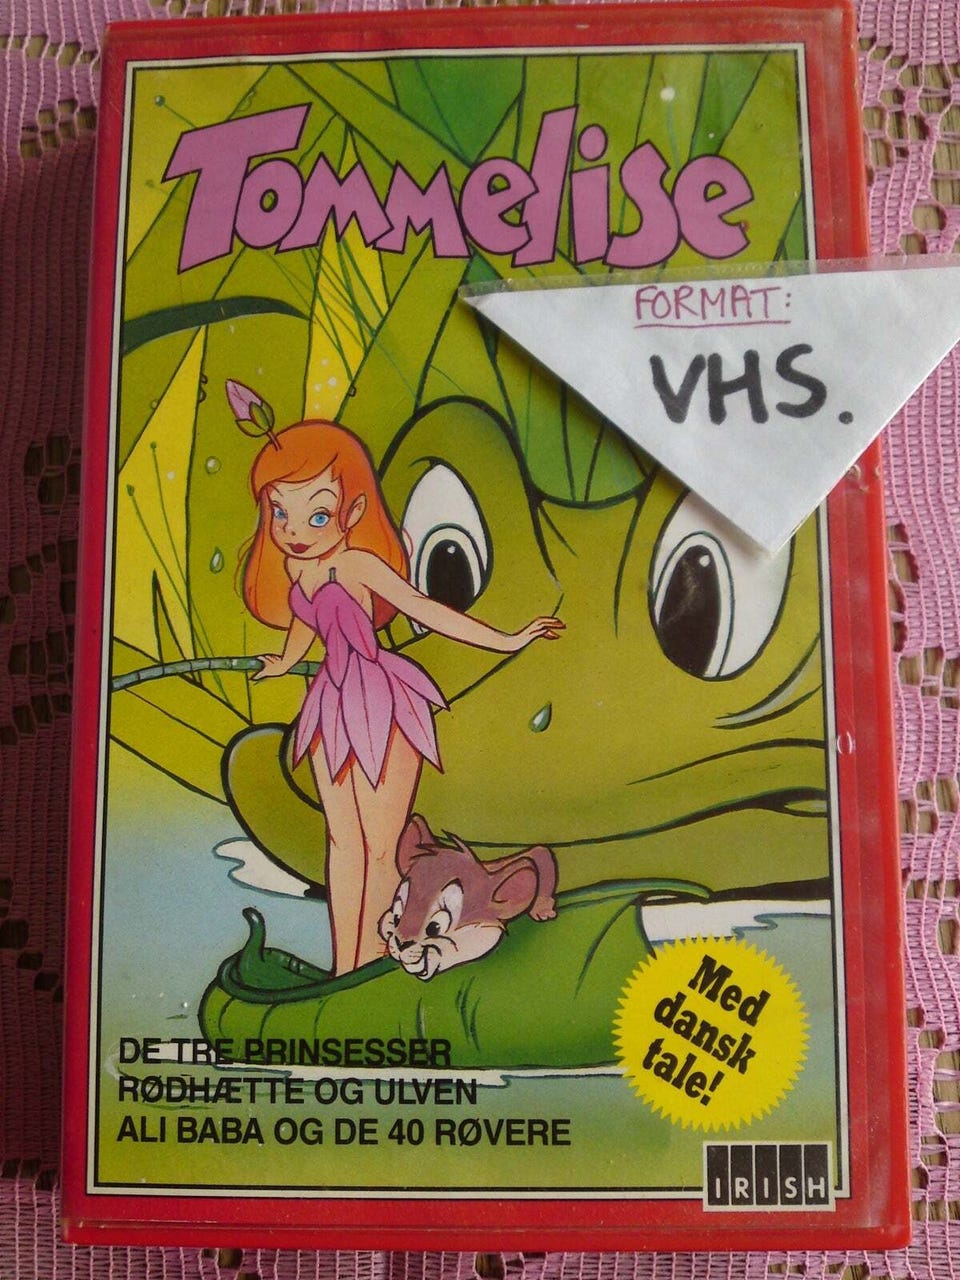 Tommelise
FORMAT:
VHS.
Med
dansk
tale!
DE TRE PRINSESSER
RØDHÆTTE OG ULVEN
ALI BABA OG DE 40 RØVERE
IRISH